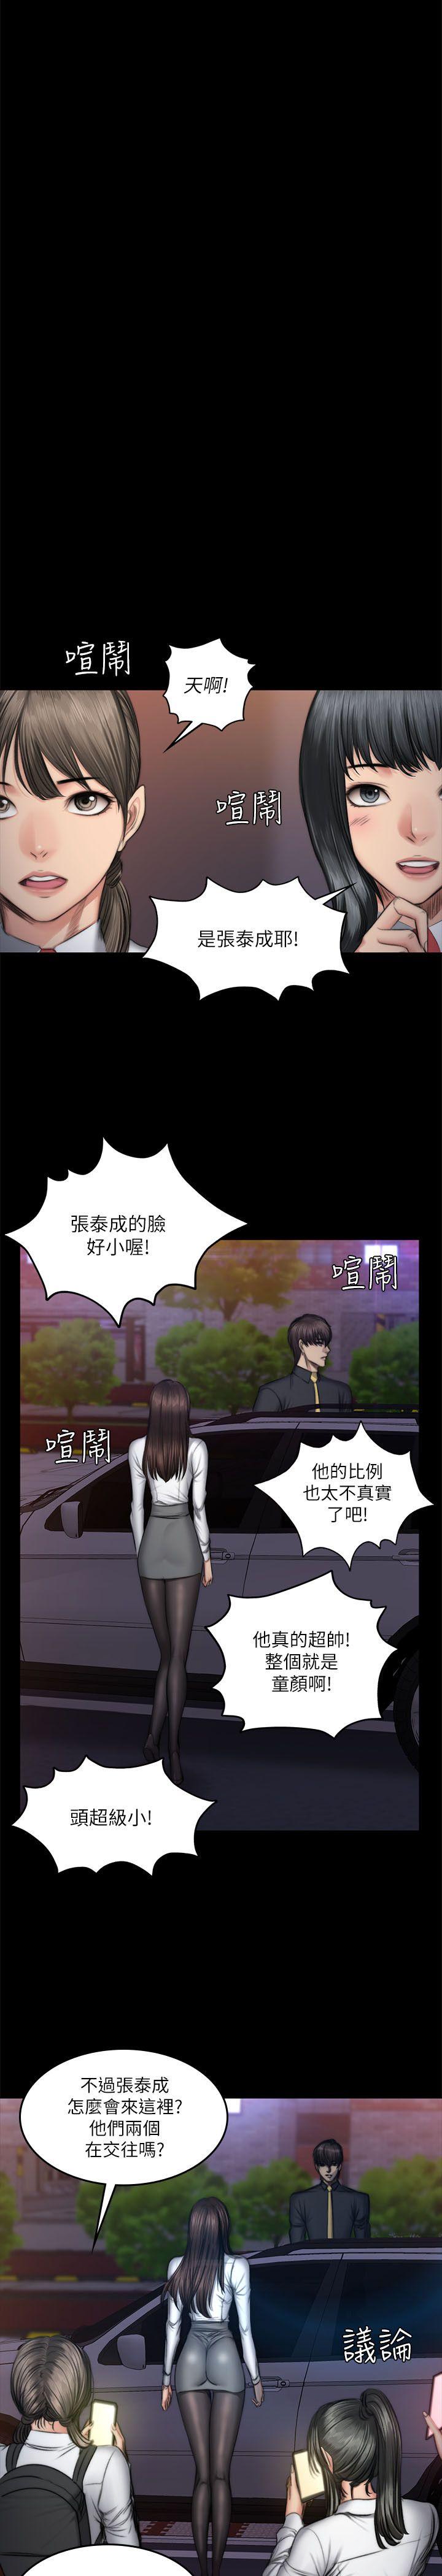 喧鬧
天啊!
喧鬧
是張泰成耶!
張泰成的臉
好小喔!
喧鬧
喧鬧
他的比例
也太不真實
了吧!
他真的超帥!
整個就是
童顏啊!
頭超級小!
不過張泰成
怎麼會來這裡?
他們兩個
在交往嗎?
議論